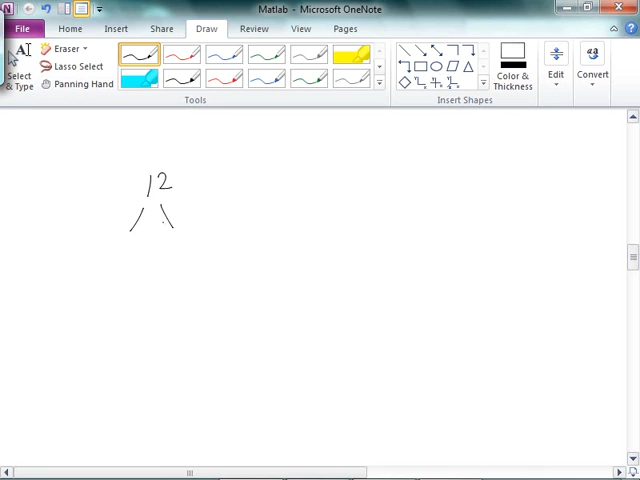 Matlab - Microsoft OneNote
File Home Insert Share Draw Review View Pages
Select & Type
Eraser
Lasso Select
Panning Hand
Color & Thickness
Edit
Convert
Tools
Insert Shapes
12